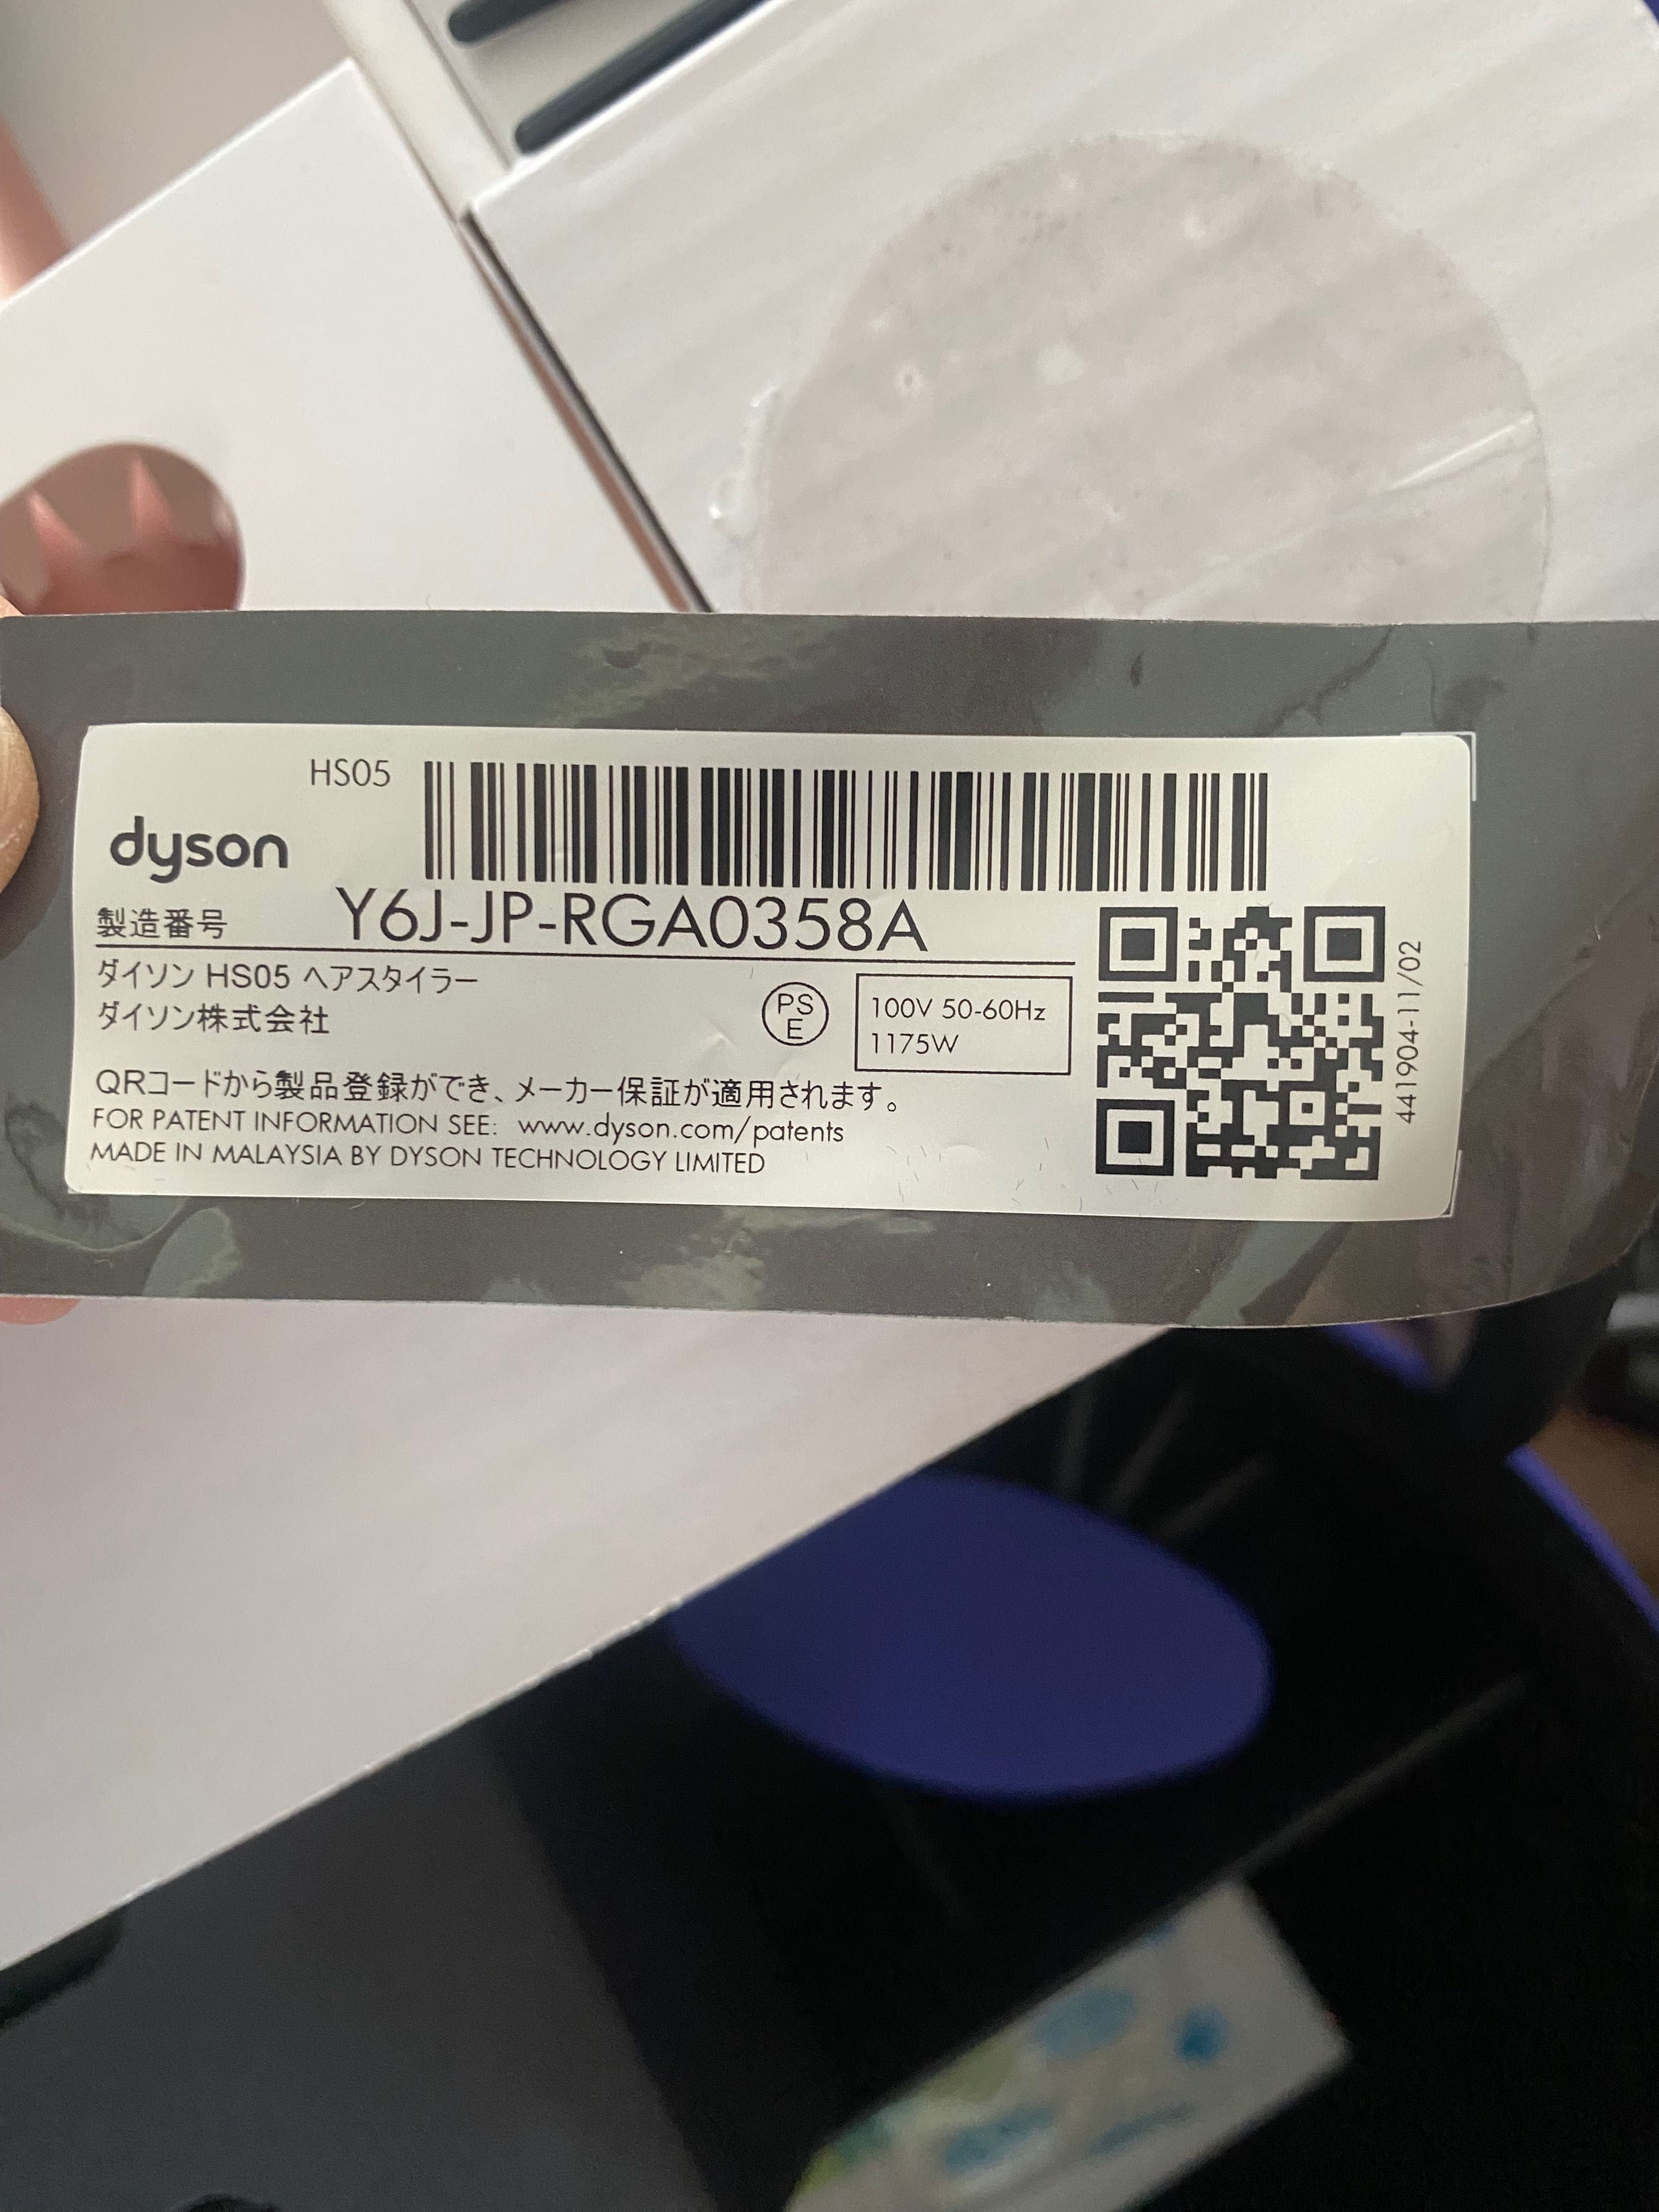 HS05
dyson
製造番号 Y6J-JP-RGA0358A
ダイソン HS05 ヘアスタイラー
ダイソン株式会社
PS
E
100V 50-60Hz
1175W
QRコードから製品登録ができ、メーカー保証が適用されます。
FOR PATENT INFORMATION SEE: www.dyson.com/patents
MADE IN MALAYSIA BY DYSON TECHNOLOGY LIMITED
441904-11/02